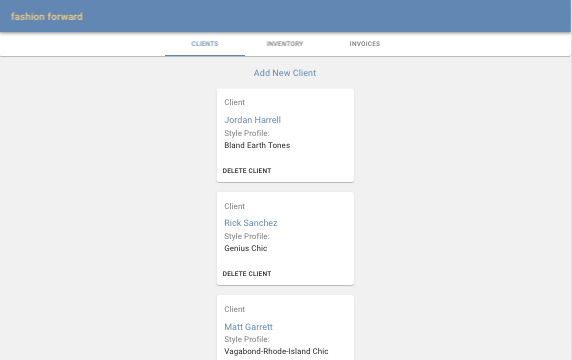 fashion forward
CLIENTS INVENTORY INVOICES
Add New Client
Client
Jordan Harrell
Style Profile:
Bland Earth Tones
DELETE CLIENT
Client
Rick Sanchez
Style Profile:
Genius Chic
DELETE CLIENT
Client
Matt Garrett
Style Profile:
Vagabond-Rhode-Island Chic